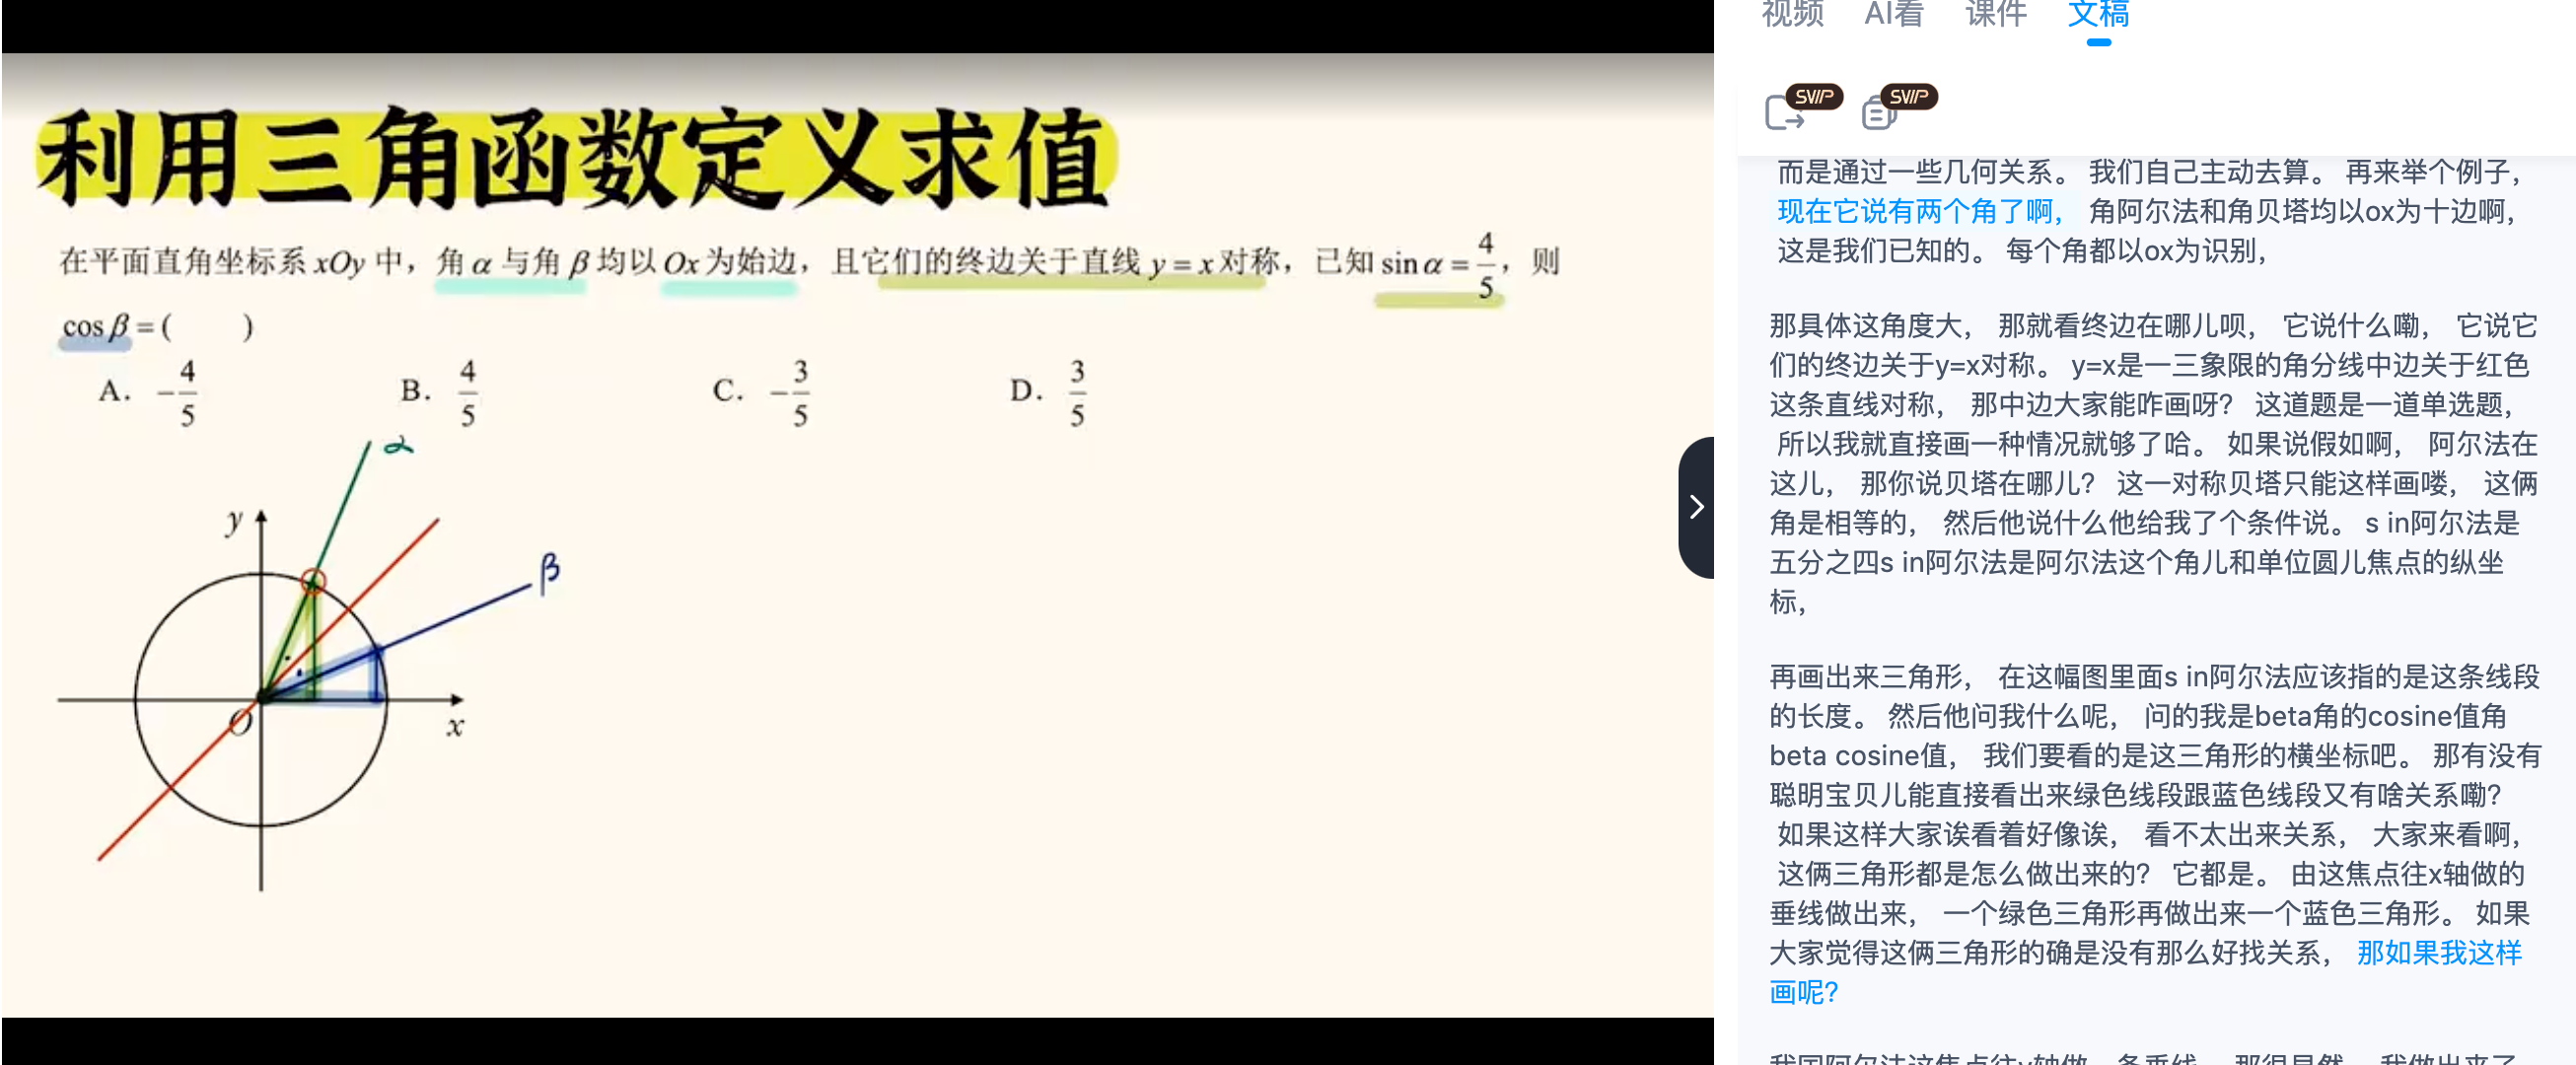 利用三角函数定义求值
在平面直角坐标系 xOy 中，角 α 与角 β 均以 Ox 为始边，且它们的终边关于直线 y = x 对称，已知 sin α = 4/5，则
cos β = (    )
A. -4/5  B. 4/5  C. -3/5  D. 3/5
α
y
β
O
x
视频 AI看 课件 文稿
SVIP SVIP
而是通过一些几何关系。 我们自己主动去算。 再来举个例子，
现在它说有两个角了啊， 角阿尔法和角贝塔均以ox为十边啊，
这是我们已知的。 每个角都以ox为识别，
那具体这角度大， 那就看终边在哪儿呗， 它说什么嘞， 它说它
们的终边关于y=x对称。 y=x是一三象限的角分线中边关于红色
这条直线对称， 那中边大家能咋画呀？ 这道题是一道单选题，
所以我就直接画一种情况就够了哈。 如果说假如啊， 阿尔法在
这儿， 那你说贝塔在哪儿？ 这一对称贝塔只能这样画喽， 这俩
角是相等的， 然后他说什么他给我了个条件说。 s in阿尔法是
五分之四s in阿尔法是阿尔法这个角儿和单位圆儿焦点的纵坐
标，
再画出来三角形， 在这幅图里面s in阿尔法应该指的是这条线段
的长度。 然后他问我什么呢， 问的我是beta角的cosine值角
beta cosine值， 我们要看的是这三角形的横坐标吧。 那有没有
聪明宝贝儿能直接看出来绿色线段跟蓝色线段又有啥关系嘞？
如果这样大家诶看着好像诶， 看不太出来关系， 大家来看啊，
这俩三角形都是怎么做出来的？ 它都是。 由这焦点往x轴做的
垂线做出来， 一个绿色三角形再做出来一个蓝色三角形。 如果
大家觉得这俩三角形的确是没有那么好找关系， 那如果我这样
画呢？